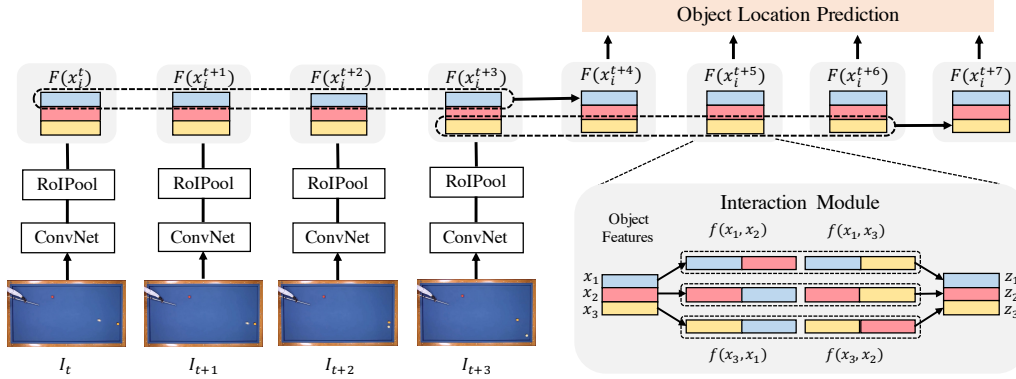 Object Location Prediction
F(x_i^t) F(x_i^{t+1}) F(x_i^{t+2}) F(x_i^{t+3}) F(x_i^{t+4}) F(x_i^{t+5}) F(x_i^{t+6}) F(x_i^{t+7})
RoIPool RoIPool RoIPool RoIPool
ConvNet ConvNet ConvNet ConvNet
I_t I_{t+1} I_{t+2} I_{t+3}
Interaction Module
Object
Features
f(x_1, x_2) f(x_1, x_3)
x_1 z_1
x_2 z_2
x_3 z_3
f(x_3, x_1) f(x_3, x_2)